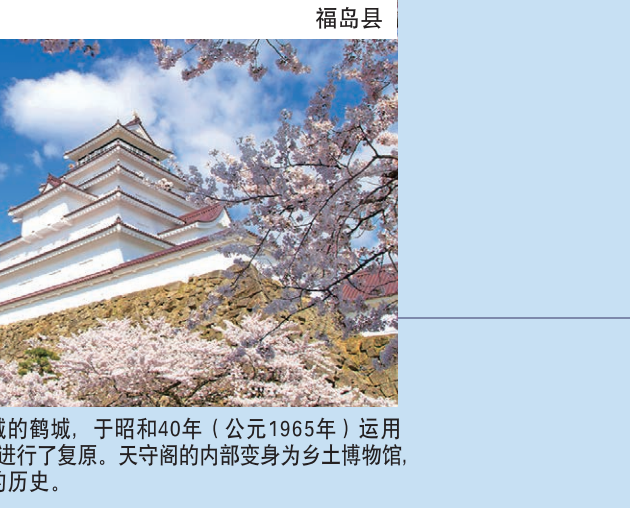 福岛县
的鹤城，于昭和40年（公元1965年）运用
进行了复原。天守阁的内部变身为乡土博物馆，
的历史。